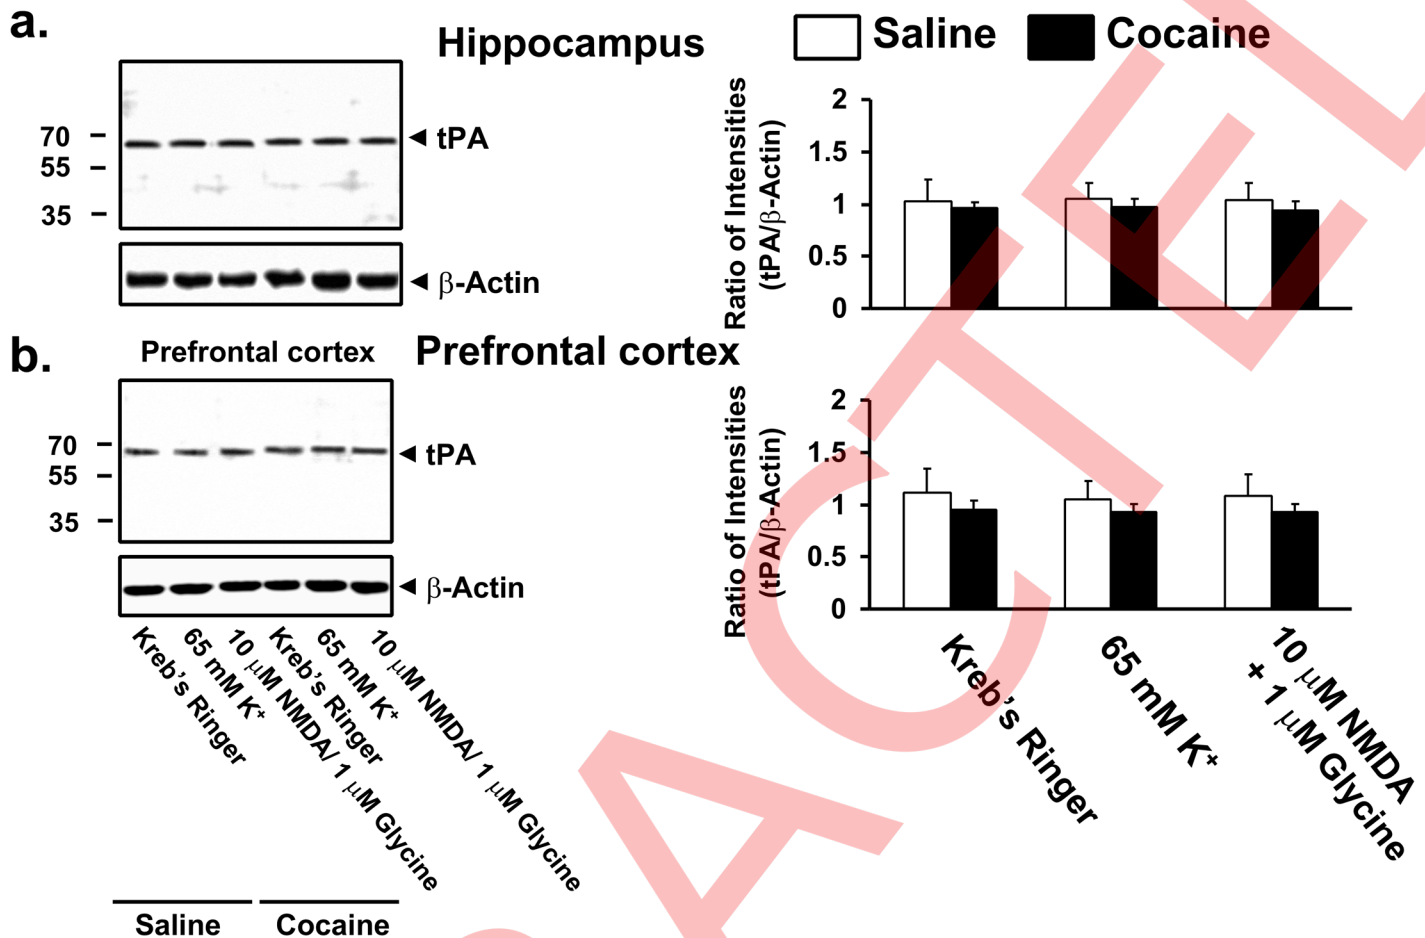 a.
Hippocampus
Saline
Cocaine
70
55
35
tPA
β-Actin
Ratio of Intensities
(tPA/β-Actin)
2
1.5
1
0.5
0
b.
Prefrontal cortex
Prefrontal cortex
70
55
35
tPA
β-Actin
Ratio of Intensities
(tPA/β-Actin)
2
1.5
1
0.5
0
Kreb's Ringer
65 mM K+
10 μM NMDA/ 1 μM Glycine
Kreb's Ringer
65 mM K+
10 μM NMDA/ 1 μM Glycine
Saline
Cocaine
Kreb's Ringer
65 mM K+
10 μM NMDA
+ 1 μM Glycine